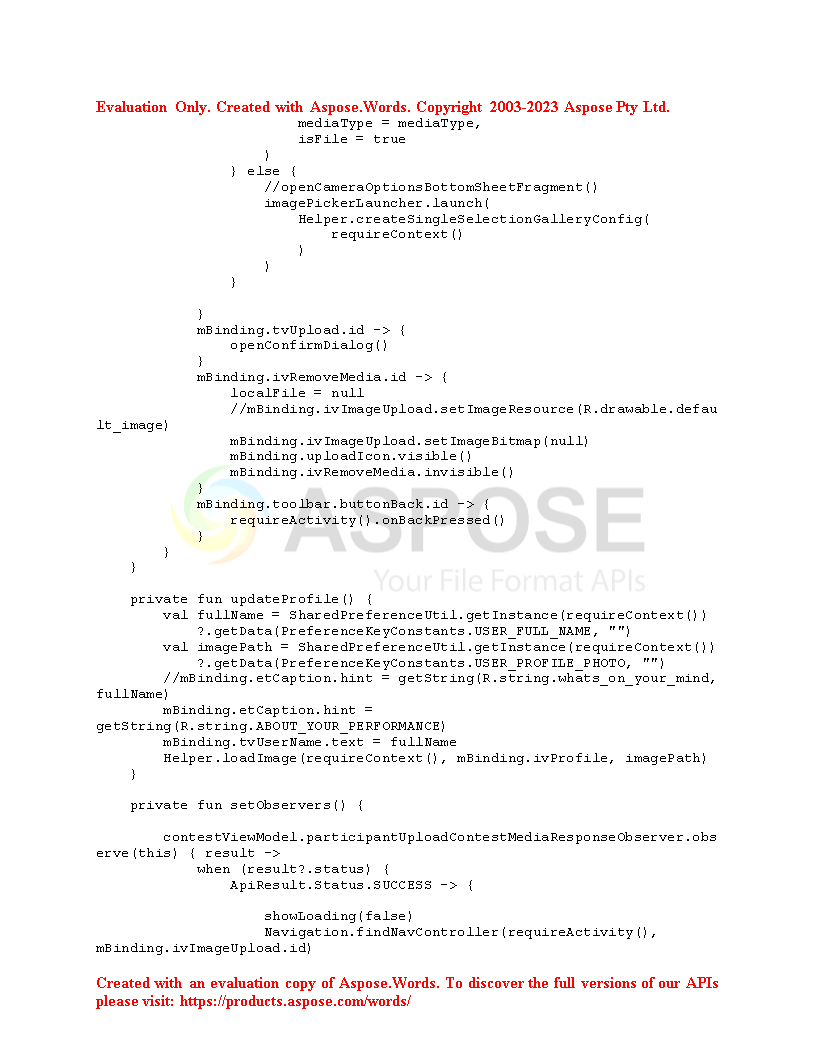 Evaluation Only. Created with Aspose.Words. Copyright 2003-2023 Aspose Pty Ltd.
                        mediaType = mediaType,
                        isFile = true
                    )
                } else {
                    //openCameraOptionsBottomSheetFragment()
                    imagePickerLauncher.launch(
                        Helper.createSingleSelectionGalleryConfig(
                            requireContext()
                        )
                    )
                }

            }
            mBinding.tvUpload.id -> {
                openConfirmDialog()
            }
            mBinding.ivRemoveMedia.id -> {
                localFile = null
                //mBinding.ivImageUpload.setImageResource(R.drawable.defau
lt_image)
                mBinding.ivImageUpload.setImageBitmap(null)
                mBinding.uploadIcon.visible()
                mBinding.ivRemoveMedia.invisible()
            }
            mBinding.toolbar.buttonBack.id -> {
                requireActivity().onBackPressed()
            }
        }
    }
ASPOSE
Your File Format APIs

    private fun updateProfile() {
        val fullName = SharedPreferenceUtil.getInstance(requireContext())
            ?.getData(PreferenceKeyConstants.USER_FULL_NAME, "")
        val imagePath = SharedPreferenceUtil.getInstance(requireContext())
            ?.getData(PreferenceKeyConstants.USER_PROFILE_PHOTO, "")
        //mBinding.etCaption.hint = getString(R.string.whats_on_your_mind,
fullName)
        mBinding.etCaption.hint =
getString(R.string.ABOUT_YOUR_PERFORMANCE)
        mBinding.tvUserName.text = fullName
        Helper.loadImage(requireContext(), mBinding.ivProfile, imagePath)
    }

    private fun setObservers() {

        contestViewModel.participantUploadContestMediaResponseObserver.obs
erve(this) { result ->
            when (result?.status) {
                ApiResult.Status.SUCCESS -> {

                    showLoading(false)
                    Navigation.findNavController(requireActivity(),
mBinding.ivImageUpload.id)

Created with an evaluation copy of Aspose.Words. To discover the full versions of our APIs
please visit: https://products.aspose.com/words/